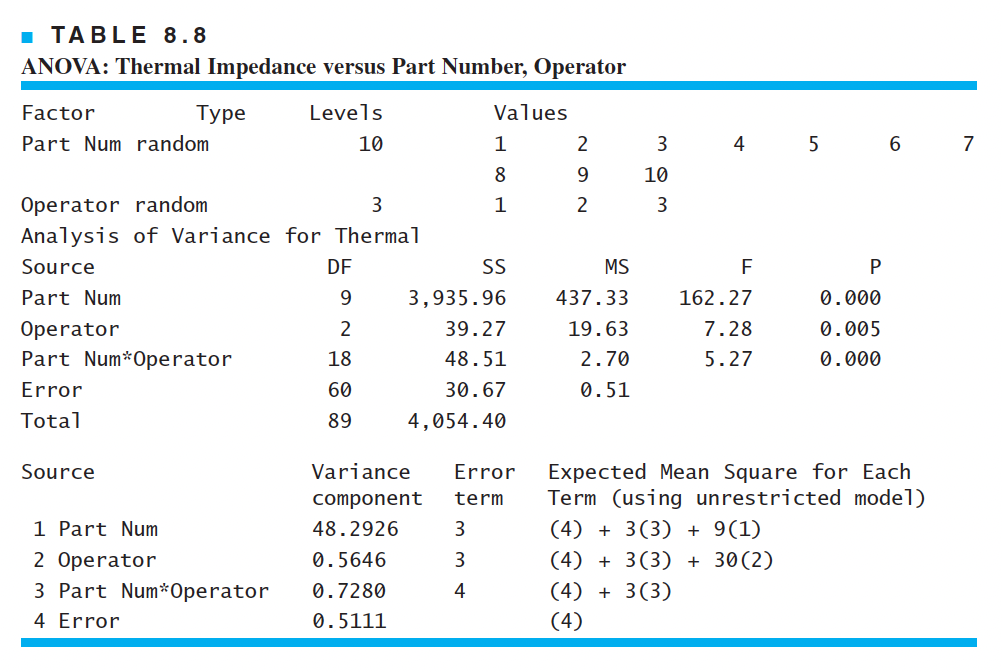 TABLE 8.8
ANOVA: Thermal Impedance versus Part Number, Operator
Factor Type Levels Values
Part Num random 10 1 2 3 4 5 6 7
8 9 10
Operator random 3 1 2 3
Analysis of Variance for Thermal
Source DF SS MS F P
Part Num 9 3,935.96 437.33 162.27 0.000
Operator 2 39.27 19.63 7.28 0.005
Part Num*Operator 18 48.51 2.70 5.27 0.000
Error 60 30.67 0.51
Total 89 4,054.40
Source Variance Error Expected Mean Square for Each
component term Term (using unrestricted model)
1 Part Num 48.2926 3 (4) + 3(3) + 9(1)
2 Operator 0.5646 3 (4) + 3(3) + 30(2)
3 Part Num*Operator 0.7280 4 (4) + 3(3)
4 Error 0.5111 (4)